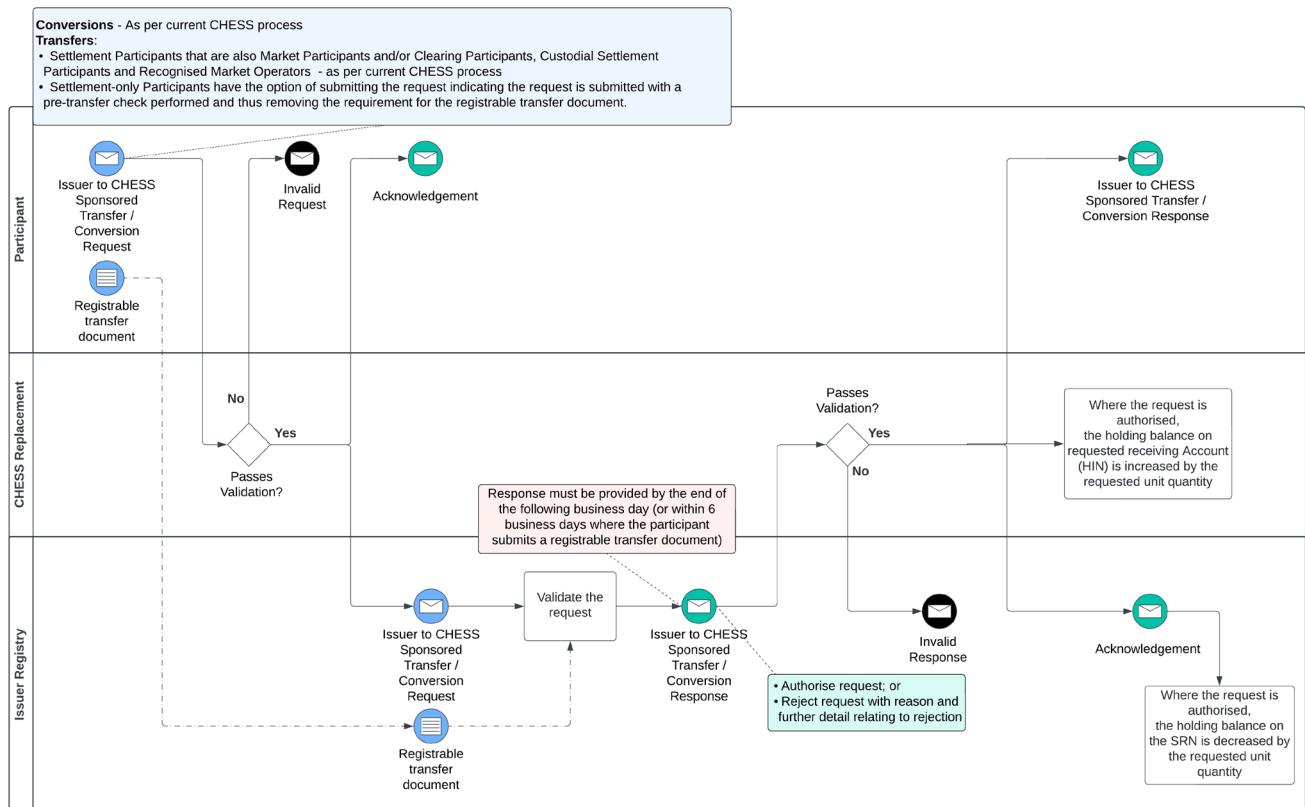 Conversions - As per current CHESS process
Transfers:
• Settlement Participants that are also Market Participants and/or Clearing Participants, Custodial Settlement
Participants and Recognised Market Operators - as per current CHESS process
• Settlement-only Participants have the option of submitting the request indicating the request is submitted with a
pre-transfer check performed and thus removing the requirement for the registrable transfer document.
Participant
Issuer to CHESS
Sponsored
Transfer /
Conversion
Request
Invalid
Request
Acknowledgement
Issuer to CHESS
Sponsored Transfer /
Conversion Response
Registrable
transfer
document
CHESS Replacement
No
Yes
Passes
Validation?
Passes
Validation?
Yes
No
Where the request is
authorised,
the holding balance on
requested receiving Account
(HIN) is increased by the
requested unit quantity
Response must be provided by the end of
the following business day (or within 6
business days where the participant
submits a registrable transfer document)
Issuer Registry
Issuer to CHESS
Sponsored
Transfer /
Conversion
Request
Validate the
request
Issuer to CHESS
Sponsored
Transfer /
Conversion
Response
Invalid
Response
Acknowledgement
• Authorise request; or
• Reject request with reason and
further detail relating to rejection
Where the request is
authorised,
the holding balance on
the SRN is decreased by
the requested unit
quantity
Registrable
transfer
document